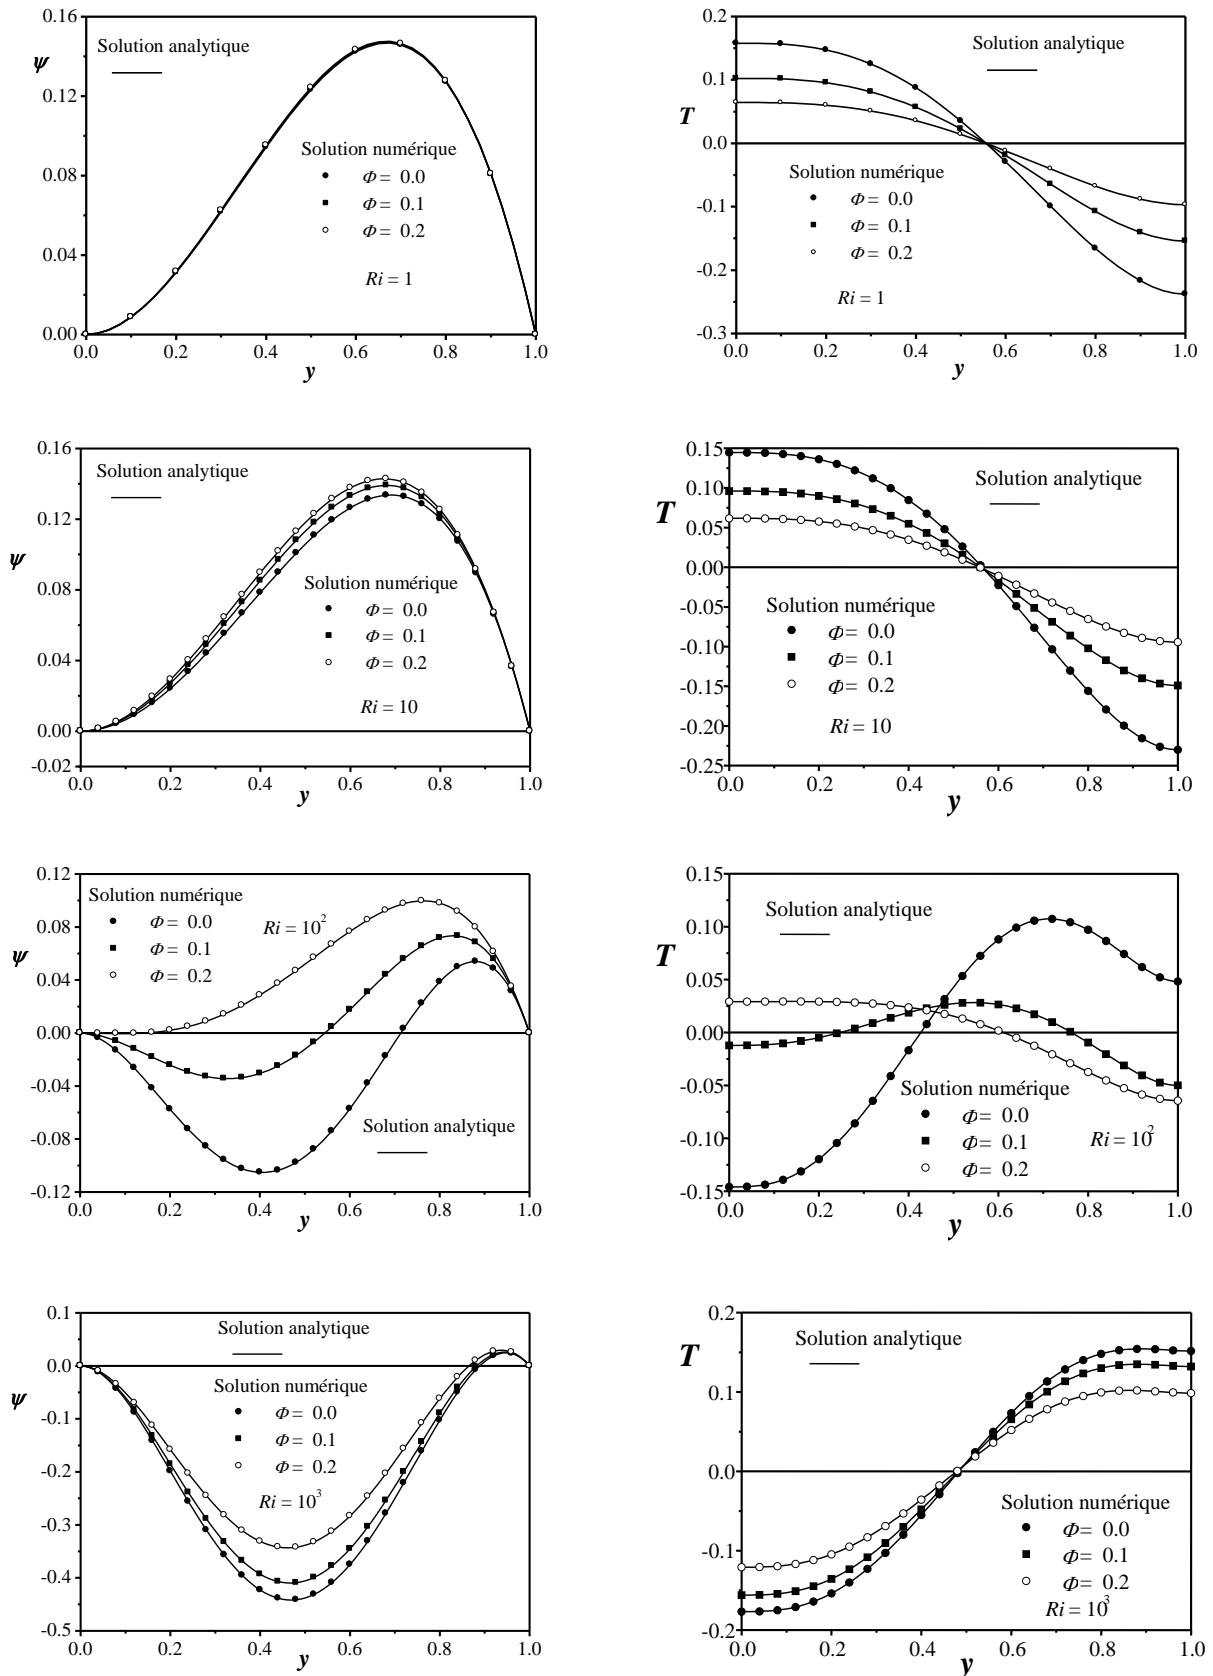 0.16
0.12
0.08
0.04
0.00
ψ
Solution analytique
Solution numérique
Φ= 0.0
Φ= 0.1
Φ= 0.2
Ri = 1
0.0 0.2 0.4 0.6 0.8 1.0
y
0.2
0.1
0.0
-0.1
-0.2
-0.3
T
Solution analytique
Solution numérique
Φ= 0.0
Φ= 0.1
Φ= 0.2
Ri = 1
0.0 0.2 0.4 0.6 0.8 1.0
y
0.16
0.12
0.08
0.04
0.00
-0.02
ψ
Solution analytique
Solution numérique
Φ= 0.0
Φ= 0.1
Φ= 0.2
Ri = 10
0.0 0.2 0.4 0.6 0.8 1.0
y
0.15
0.10
0.05
0.00
-0.05
-0.10
-0.15
-0.20
-0.25
T
Solution analytique
Solution numérique
Φ= 0.0
Φ= 0.1
Φ= 0.2
Ri = 10
0.0 0.2 0.4 0.6 0.8 1.0
y
0.12
0.08
0.04
0.00
-0.04
-0.08
-0.12
ψ
Solution numérique
Φ= 0.0
Φ= 0.1
Φ= 0.2
Ri = 10²
Solution analytique
0.0 0.2 0.4 0.6 0.8 1.0
y
0.15
0.10
0.05
0.00
-0.05
-0.10
-0.15
T
Solution analytique
Solution numérique
Φ= 0.0
Φ= 0.1
Φ= 0.2
Ri = 10²
0.0 0.2 0.4 0.6 0.8 1.0
y
0.1
0.0
-0.1
-0.2
-0.3
-0.4
-0.5
ψ
Solution analytique
Solution numérique
Φ= 0.0
Φ= 0.1
Φ= 0.2
Ri = 10³
0.0 0.2 0.4 0.6 0.8 1.0
y
0.2
0.1
0.0
-0.1
-0.2
T
Solution analytique
Solution numérique
Φ= 0.0
Φ= 0.1
Φ= 0.2
Ri = 10³
0.0 0.2 0.4 0.6 0.8 1.0
y